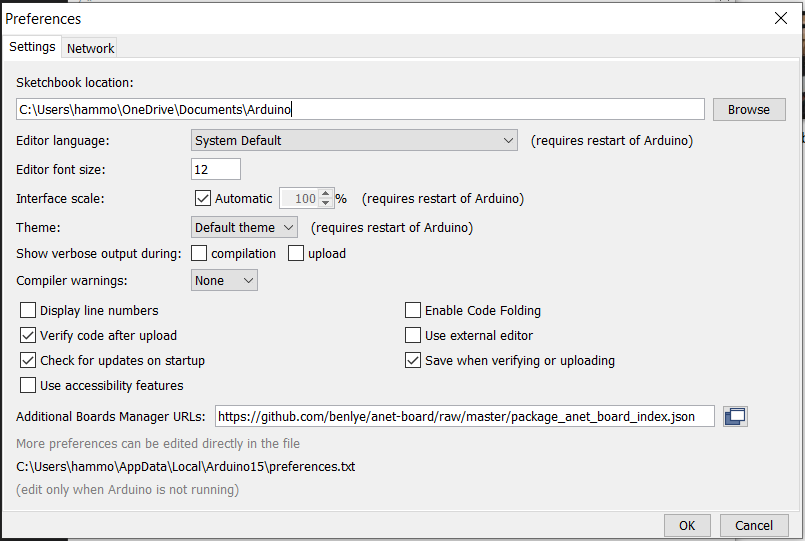 Preferences
Settings Network
Sketchbook location:
C:\Users\hammo\OneDrive\Documents\Arduino Browse
Editor language: System Default (requires restart of Arduino)
Editor font size: 12
Interface scale: Automatic 100 % (requires restart of Arduino)
Theme: Default theme (requires restart of Arduino)
Show verbose output during: compilation upload
Compiler warnings: None
Display line numbers Enable Code Folding
Verify code after upload Use external editor
Check for updates on startup Save when verifying or uploading
Use accessibility features
Additional Boards Manager URLs: https://github.com/benlye/anet-board/raw/master/package_anet_board_index.json
More preferences can be edited directly in the file
C:\Users\hammo\AppData\Local\Arduino15\preferences.txt
(edit only when Arduino is not running)
OK Cancel